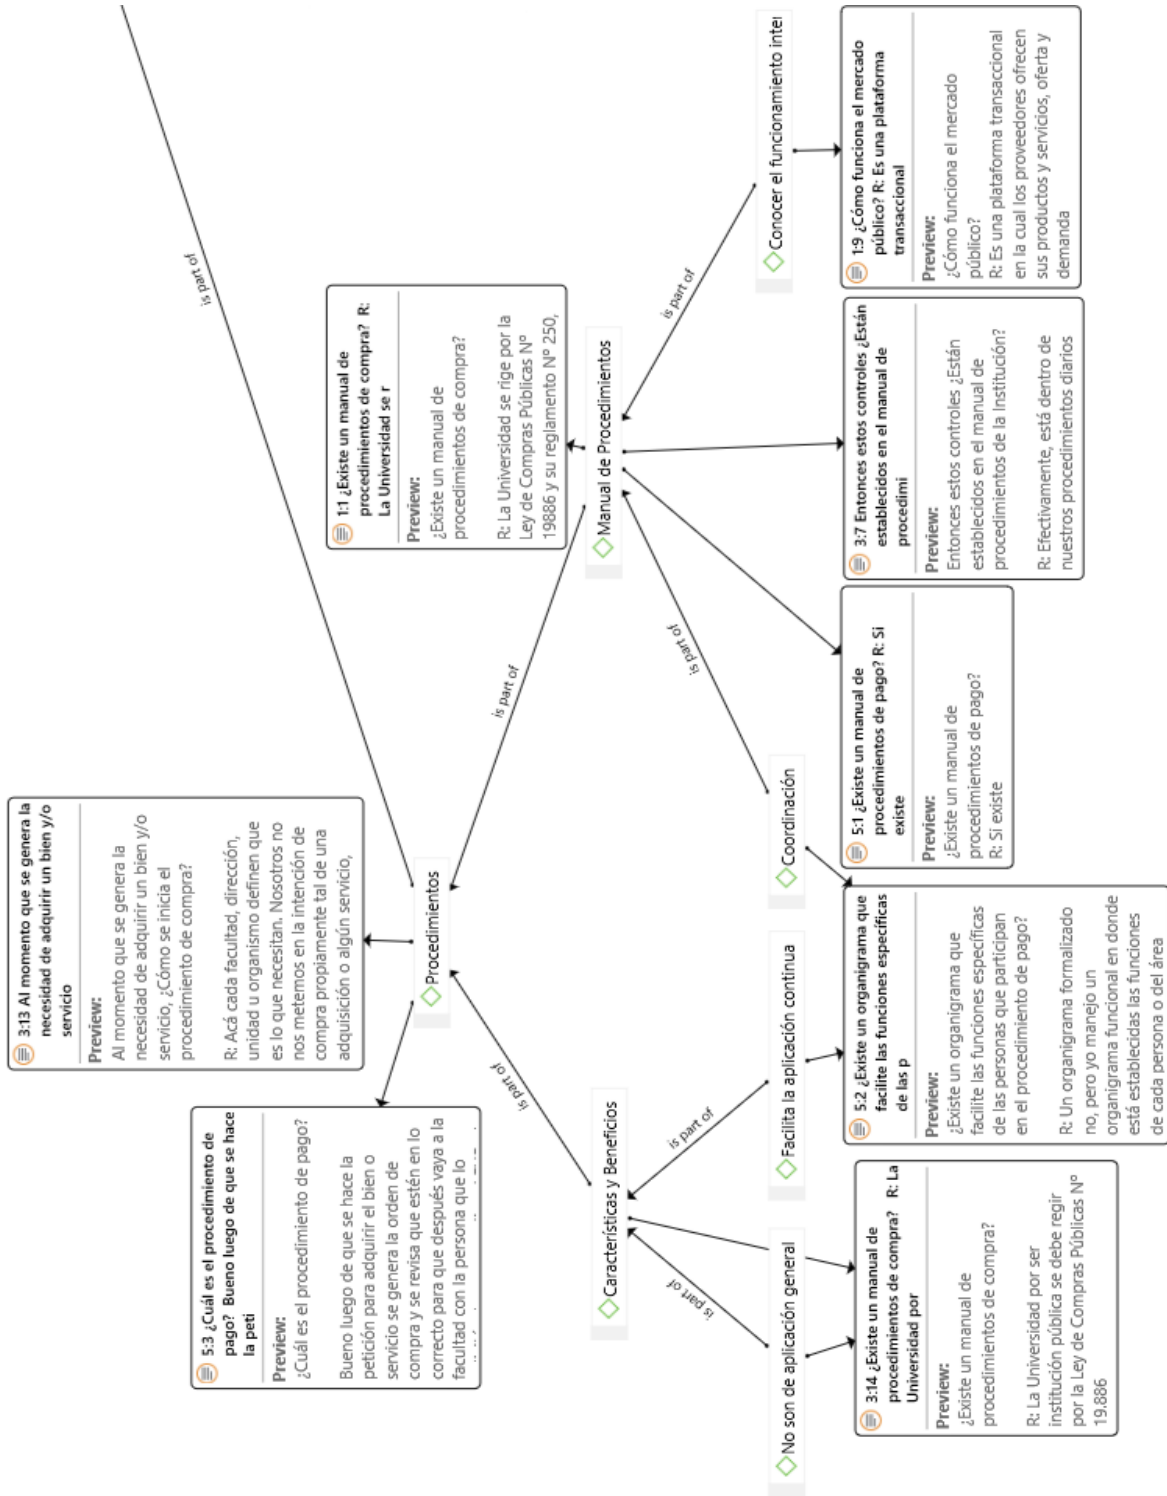 is part of
3:13 Al momento que se genera la
necesidad de adquirir un bien y/o
servicio
Preview:
Al momento que se genera la
necesidad de adquirir un bien y/o
servicio, ¿Cómo se inicia el
procedimiento de compra?
R: Acá cada facultad, dirección,
unidad u organismo definen que
es lo que necesitan. Nosotros no
nos metemos en la intención de
compra propiamente tal de una
adquisición o algún servicio,
5:3 ¿Cuál es el procedimiento de
pago? Bueno luego de que se hace
la peti
Preview:
¿Cuál es el procedimiento de pago?
Bueno luego de que se hace la
petición para adquirir el bien o
servicio se genera la orden de
compra y se revisa que estén en lo
correcto para que después vaya a la
facultad con la persona que lo
Procedimientos
is part of
is part of
1:1 ¿Existe un manual de
procedimientos de compra? R:
La Universidad se r
Preview:
¿Existe un manual de
procedimientos de compra?
R: La Universidad se rige por la
Ley de Compras Públicas Nº
19886 y su reglamento Nº 250,
Características y Beneficios
Manual de Procedimientos
is part of
is part of
is part of
is part of
No son de aplicación general
Facilita la aplicación continua
Coordinación
Conocer el funcionamiento inter
3:14 ¿Existe un manual de
procedimientos de compra? R: La
Universidad por
Preview:
¿Existe un manual de
procedimientos de compra?
R: La Universidad por ser
institución pública se debe regir
por la Ley de Compras Públicas Nº
19.886
5:2 ¿Existe un organigrama que
facilite las funciones específicas
de las p
Preview:
¿Existe un organigrama que
facilite las funciones específicas
de las personas que participan
en el procedimiento de pago?
R: Un organigrama formalizado
no, pero yo manejo un
organigrama funcional en donde
está establecidas las funciones
de cada persona o del área
5:1 ¿Existe un manual de
procedimientos de pago? R: Si
existe
Preview:
¿Existe un manual de
procedimientos de pago?
R: Si existe
3:7 Entonces estos controles ¿Están
establecidos en el manual de
procedimi
Preview:
Entonces estos controles ¿Están
establecidos en el manual de
procedimientos de la Institución?
R: Efectivamente, está dentro de
nuestros procedimientos diarios
1:9 ¿Cómo funciona el mercado
público? R: Es una plataforma
transaccional
Preview:
¿Cómo funciona el mercado
público?
R: Es una plataforma transaccional
en la cual los proveedores ofrecen
sus productos y servicios, oferta y
demanda